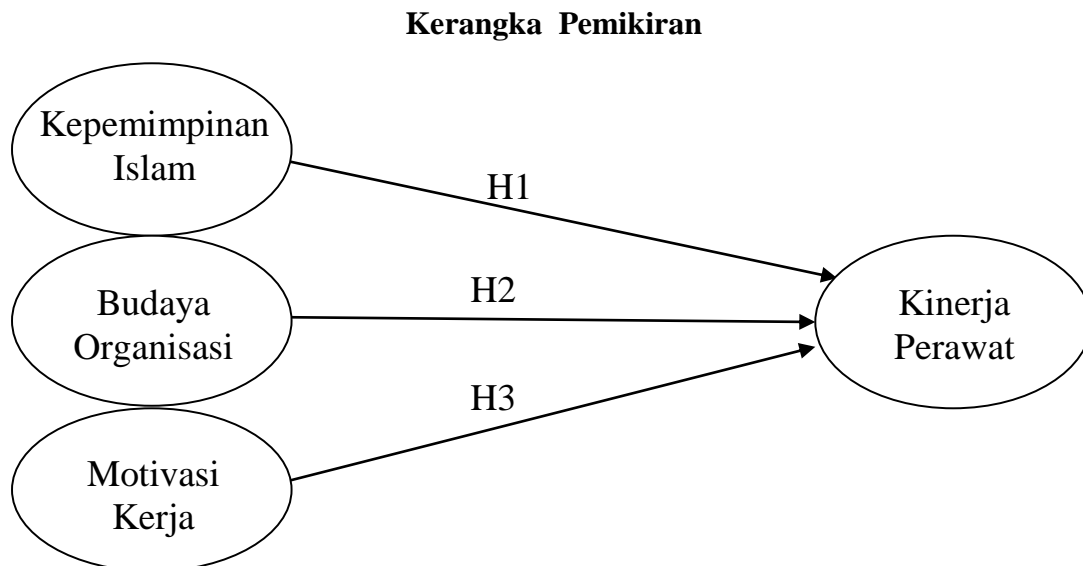 Kerangka Pemikiran
Kepemimpinan
Islam
H1
Budaya
Organisasi
H2
Kinerja
Perawat
H3
Motivasi
Kerja